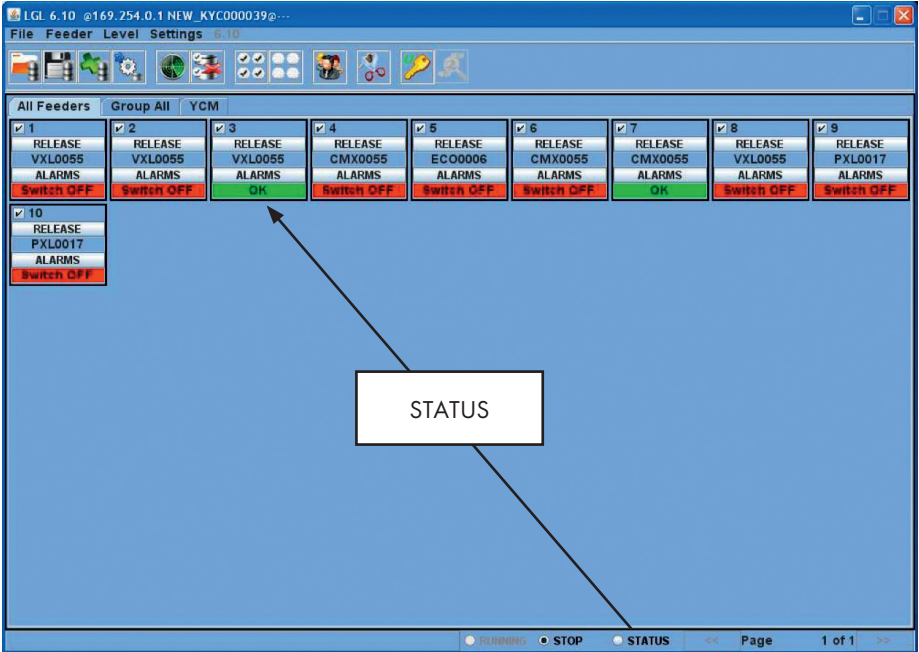 LGL 6.10 @169.254.0.1 NEW_KYC000039@...
File Feeder Level Settings 6.10
All Feeders Group All YCM
1 2 3 4 5 6 7 8 9
RELEASE RELEASE RELEASE RELEASE RELEASE RELEASE RELEASE RELEASE RELEASE
VXL0055 VXL0055 VXL0055 CMX0055 ECO0006 CMX0055 CMX0055 VXL0055 PXL0017
ALARMS ALARMS ALARMS ALARMS ALARMS ALARMS ALARMS ALARMS ALARMS
Switch OFF Switch OFF OK Switch OFF Switch OFF Switch OFF OK Switch OFF Switch OFF
10
RELEASE
PXL0017
ALARMS
Switch OFF
STATUS
RUNNING STOP STATUS << Page 1 of 1 >>